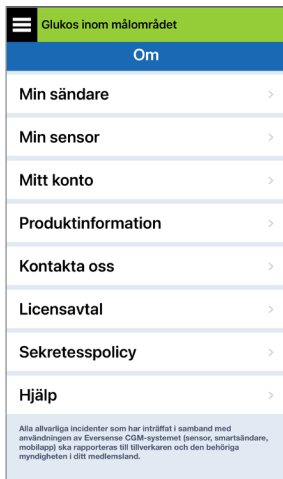 Glukos inom målområdet
Om
Min sändare
Min sensor
Mitt konto
Produktinformation
Kontakta oss
Licensavtal
Sekretesspolicy
Hjälp
Alla allvarliga incidenter som har inträffat i samband med
användningen av Eversense CGM-systemet (sensor, smartsändare,
mobilapp) ska rapporteras till tillverkaren och den behöriga
myndigheten i ditt medlemsland.